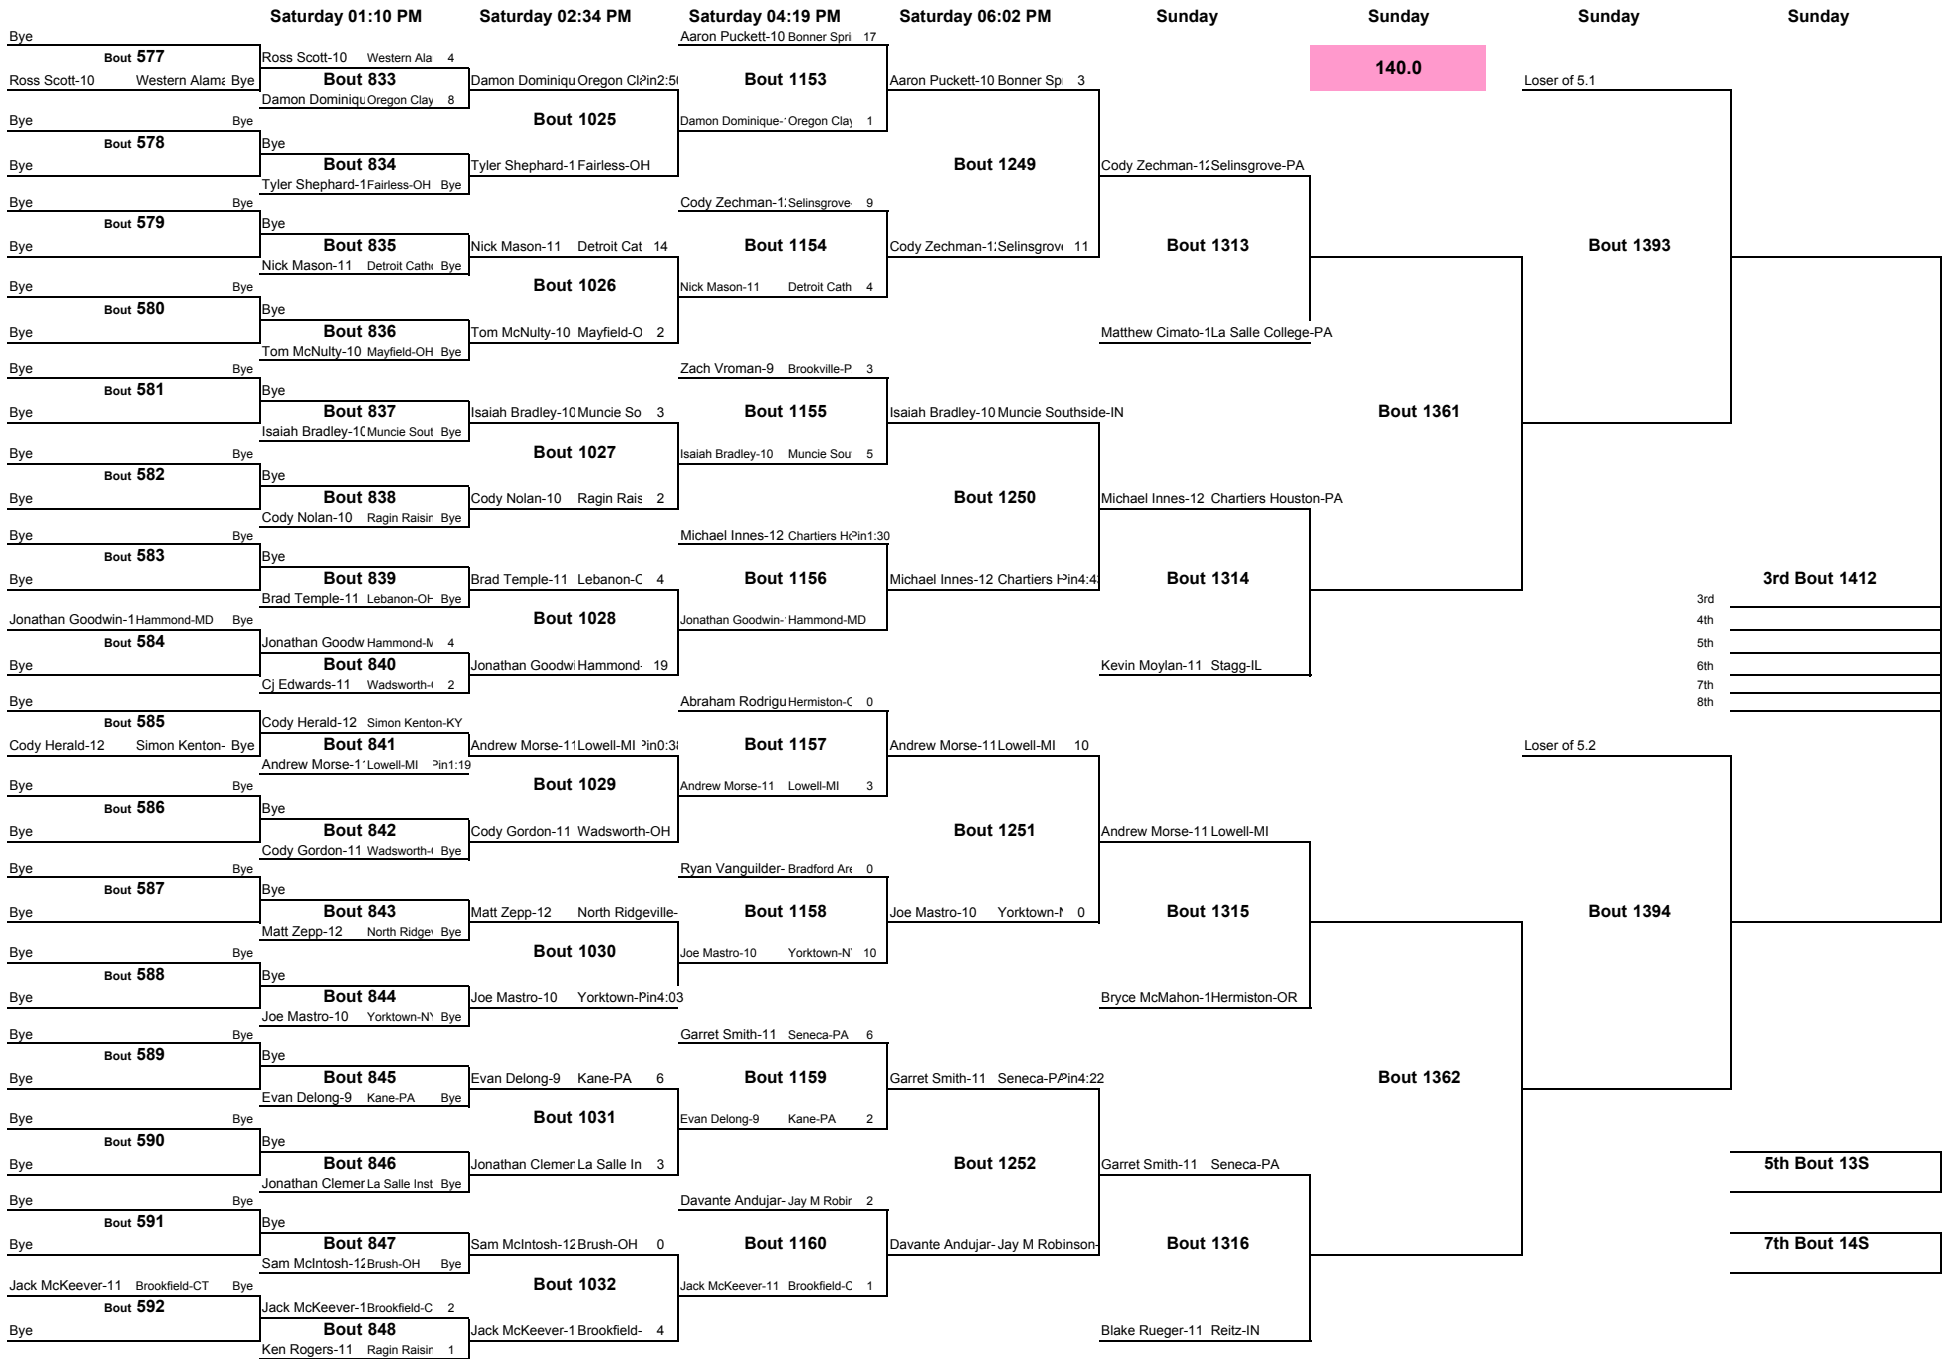 Saturday 01:10 PM Saturday 02:34 PM Saturday 04:19 PM Saturday 06:02 PM Sunday Sunday Sunday Sunday
Bye Aaron Puckett-10 Bonner Spri 17
Bout 577 Ross Scott-10 Western Ala 4
140.0
Ross Scott-10 Western Alama Bye Bout 833 Damon Dominiqu Oregon Cl Pin2:50 Bout 1153 Aaron Puckett-10 Bonner Sp 3 Loser of 5.1
Damon Dominiqu Oregon Clay 8
Bye Bye Bout 1025 Damon Dominique- Oregon Clay 1
Bout 578 Bye
Bye Bout 834 Tyler Shephard-1 Fairless-OH Bout 1249 Cody Zechman-12 Selinsgrove-PA
Tyler Shephard-1 Fairless-OH Bye
Bye Bye Cody Zechman-1 Selinsgrove- 9
Bout 579 Bye
Bye Bout 835 Nick Mason-11 Detroit Cat 14 Bout 1154 Cody Zechman-1 Selinsgrov 11 Bout 1313 Bout 1393
Nick Mason-11 Detroit Cath Bye
Bye Bye Bout 1026 Nick Mason-11 Detroit Cath 4
Bout 580 Bye
Bye Bout 836 Tom McNulty-10 Mayfield-O 2 Matthew Cimato-1 La Salle College-PA
Tom McNulty-10 Mayfield-OH Bye
Bye Bye Zach Vroman-9 Brookville-P 3
Bout 581 Bye
Bye Bout 837 Isaiah Bradley-10 Muncie So 3 Bout 1155 Isaiah Bradley-10 Muncie Southside-IN Bout 1361
Isaiah Bradley-10 Muncie Sout Bye
Bye Bye Bout 1027 Isaiah Bradley-10 Muncie Sou 5
Bout 582 Bye
Bye Bout 838 Cody Nolan-10 Ragin Rais 2 Bout 1250 Michael Innes-12 Chartiers Houston-PA
Cody Nolan-10 Ragin Raisin Bye
Bye Bye Michael Innes-12 Chartiers Ho Pin1:30
Bout 583 Bye
Bye Bout 839 Brad Temple-11 Lebanon-O 4 Bout 1156 Michael Innes-12 Chartiers Pin4:4 Bout 1314 3rd Bout 1412
Brad Temple-11 Lebanon-OH Bye 3rd
Jonathan Goodwin-1 Hammond-MD Bye Bout 1028 Jonathan Goodwin- Hammond-MD 4th
Bout 584 Jonathan Goodw Hammond-M 4 5th
Bye Bout 840 Jonathan Goodwi Hammond- 19 Kevin Moylan-11 Stagg-IL 6th
Cj Edwards-11 Wadsworth- 2 7th
Bye Abraham Rodrigu Hermiston-O 0 8th
Bout 585 Cody Herald-12 Simon Kenton-KY
Cody Herald-12 Simon Kenton- Bye Bout 841 Andrew Morse-11 Lowell-MI Pin0:38 Bout 1157 Andrew Morse-11 Lowell-MI 10 Loser of 5.2
Andrew Morse-1 Lowell-MI Pin1:19
Bye Bye Bout 1029 Andrew Morse-11 Lowell-MI 3
Bout 586 Bye
Bye Bout 842 Cody Gordon-11 Wadsworth-OH Bout 1251 Andrew Morse-11 Lowell-MI
Cody Gordon-11 Wadsworth- Bye
Bye Bye Ryan Vanguilder- Bradford Are 0
Bout 587 Bye
Bye Bout 843 Matt Zepp-12 North Ridgeville- Bout 1158 Joe Mastro-10 Yorktown-N 0 Bout 1315 Bout 1394
Matt Zepp-12 North Ridgev Bye
Bye Bye Bout 1030 Joe Mastro-10 Yorktown-NY 10
Bout 588 Bye
Bye Bout 844 Joe Mastro-10 Yorktown- Pin4:03 Bryce McMahon-1 Hermiston-OR
Joe Mastro-10 Yorktown-NY Bye
Bye Bye Garret Smith-11 Seneca-PA 6
Bout 589 Bye
Bye Bout 845 Evan Delong-9 Kane-PA 6 Bout 1159 Garret Smith-11 Seneca-PA Pin4:22 Bout 1362
Evan Delong-9 Kane-PA Bye
Bye Bye Bout 1031 Evan Delong-9 Kane-PA 2
Bout 590 Bye
Bye Bout 846 Jonathan Clemen La Salle In 3 Bout 1252 Garret Smith-11 Seneca-PA 5th Bout 13S
Jonathan Clemen La Salle Inst Bye
Bye Bye Davante Andujar- Jay M Robin 2
Bout 591 Bye
Bye Bout 847 Sam McIntosh-12 Brush-OH 0 Bout 1160 Davante Andujar- Jay M Robinson- Bout 1316 7th Bout 14S
Sam McIntosh-12 Brush-OH Bye
Jack McKeever-11 Brookfield-CT Bye Bout 1032 Jack McKeever-11 Brookfield-C 1
Bout 592 Jack McKeever-1 Brookfield-C 2
Bye Bout 848 Jack McKeever-1 Brookfield- 4 Blake Rueger-11 Reitz-IN
Ken Rogers-11 Ragin Raisin 1